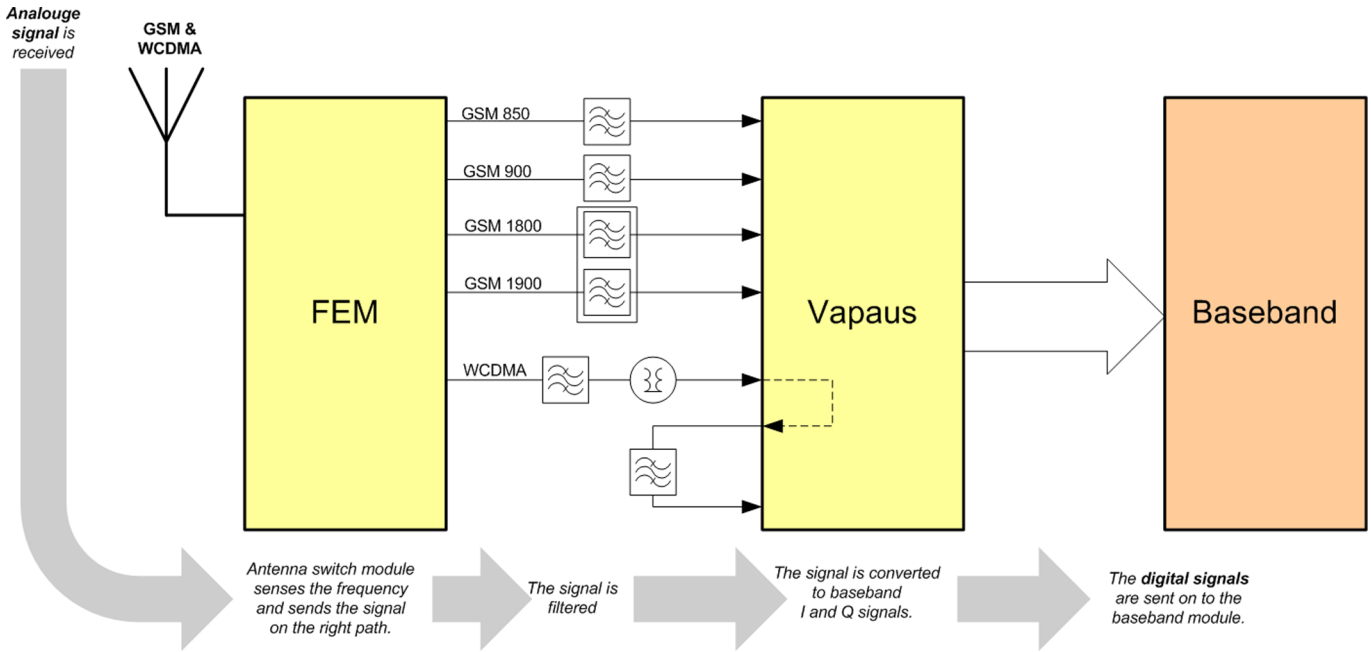 Analouge
signal is
received
GSM &
WCDMA
GSM 850
GSM 900
GSM 1800
GSM 1900
WCDMA
FEM
Vapaus
Baseband
Antenna switch module
senses the frequency
and sends the signal
on the right path.
The signal is
filtered
The signal is converted
to baseband
I and Q signals.
The digital signals
are sent on to the
baseband module.